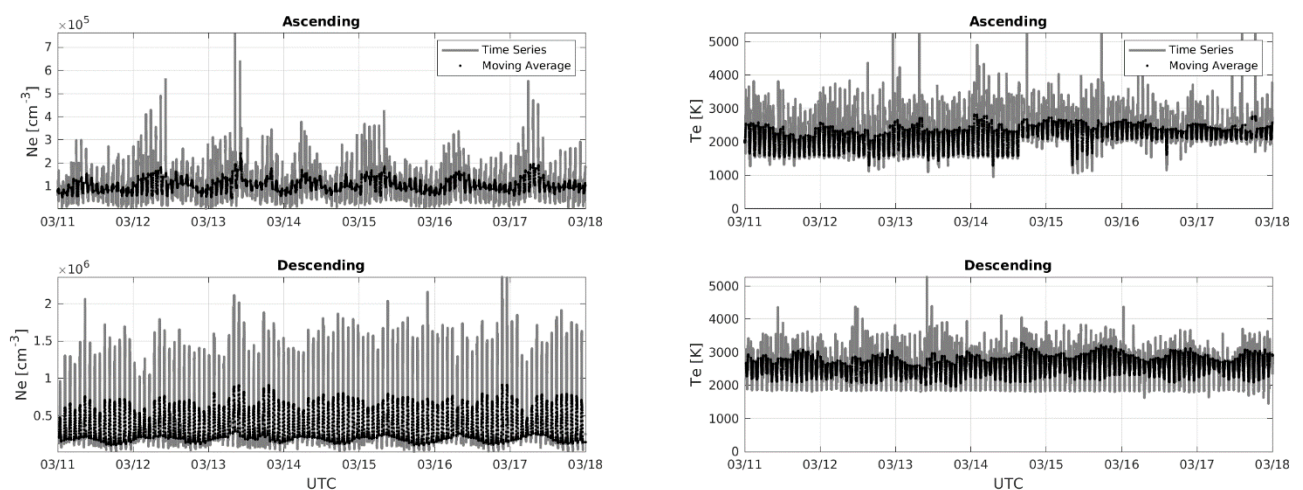 Ascending
×10⁵
Time Series
Moving Average
7
6
5
4
3
2
1
Ne [cm⁻³]
03/11 03/12 03/13 03/14 03/15 03/16 03/17 03/18
Ascending
Time Series
Moving Average
5000
4000
3000
2000
1000
0
Te [K]
03/11 03/12 03/13 03/14 03/15 03/16 03/17 03/18
Descending
×10⁶
2
1.5
1
0.5
Ne [cm⁻³]
03/11 03/12 03/13 03/14 03/15 03/16 03/17 03/18
UTC
Descending
5000
4000
3000
2000
1000
0
Te [K]
03/11 03/12 03/13 03/14 03/15 03/16 03/17 03/18
UTC